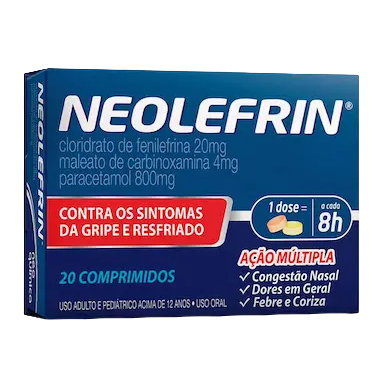 NEOLEFRIN®
cloridrato de fenilefrina 20mg
maleato de carbinoxamina 4mg
paracetamol 800mg
CONTRA OS SINTOMAS
DA GRIPE E RESFRIADO
1 dose = a cada 8h
20 COMPRIMIDOS
AÇÃO MÚLTIPLA
Congestão Nasal
Dores em Geral
Febre e Coriza
USO ADULTO E PEDIÁTRICO ACIMA DE 12 ANOS • USO ORAL
neo
química